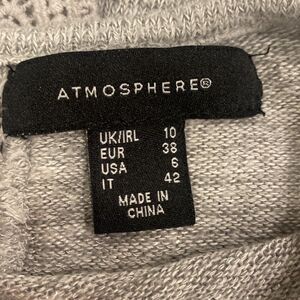 ATMOSPHERE®
UK/IRL 10
EUR 38
USA 6
IT 42
MADE IN
CHINA